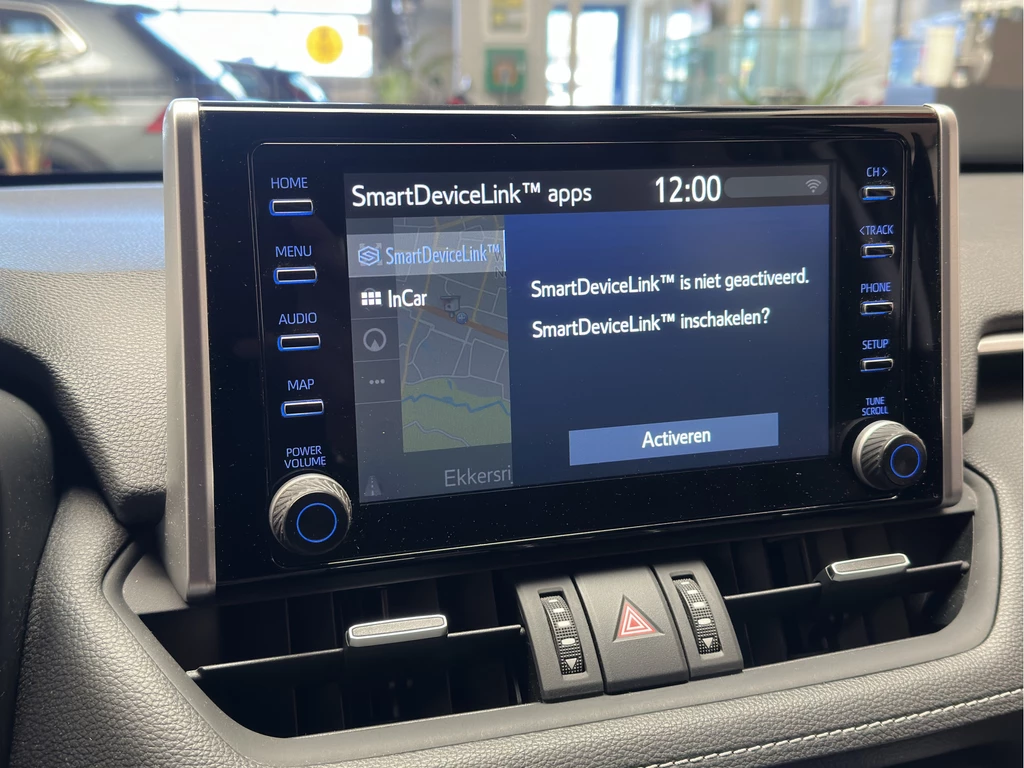 HOME
MENU
AUDIO
MAP
POWER
VOLUME
SmartDeviceLink™ apps
12:00
SmartDeviceLink™
InCar
SmartDeviceLink™ is niet geactiveerd.
SmartDeviceLink™ inschakelen?
Activeren
Ekkersrij
CH>
<TRACK
PHONE
SETUP
TUNE
SCROLL